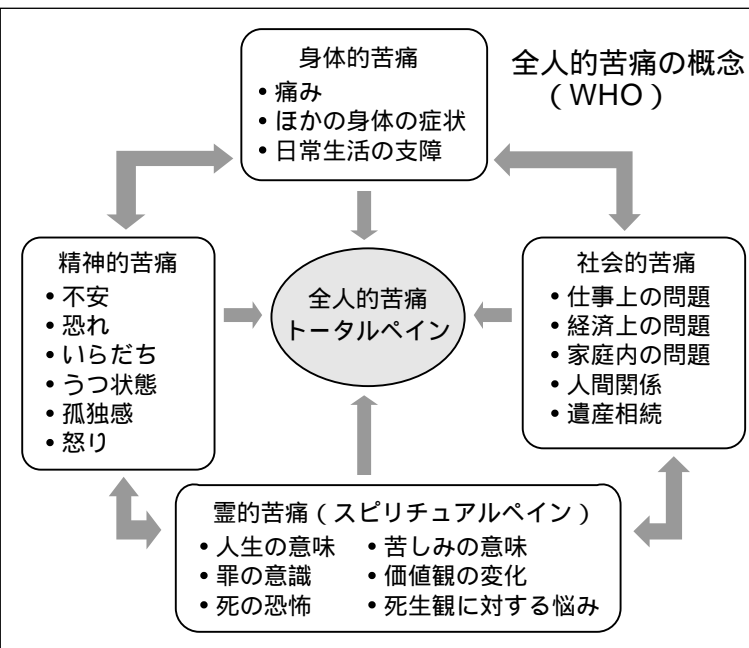 全人的苦痛の概念
（WHO）
身体的苦痛
•痛み
•ほかの身体の症状
•日常生活の支障
精神的苦痛
•不安
•恐れ
•いらだち
•うつ状態
•孤独感
•怒り
全人的苦痛
トータルペイン
社会的苦痛
•仕事上の問題
•経済上の問題
•家庭内の問題
•人間関係
•遺産相続
霊的苦痛（スピリチュアルペイン）
•人生の意味 •苦しみの意味
•罪の意識 •価値観の変化
•死の恐怖 •死生観に対する悩み